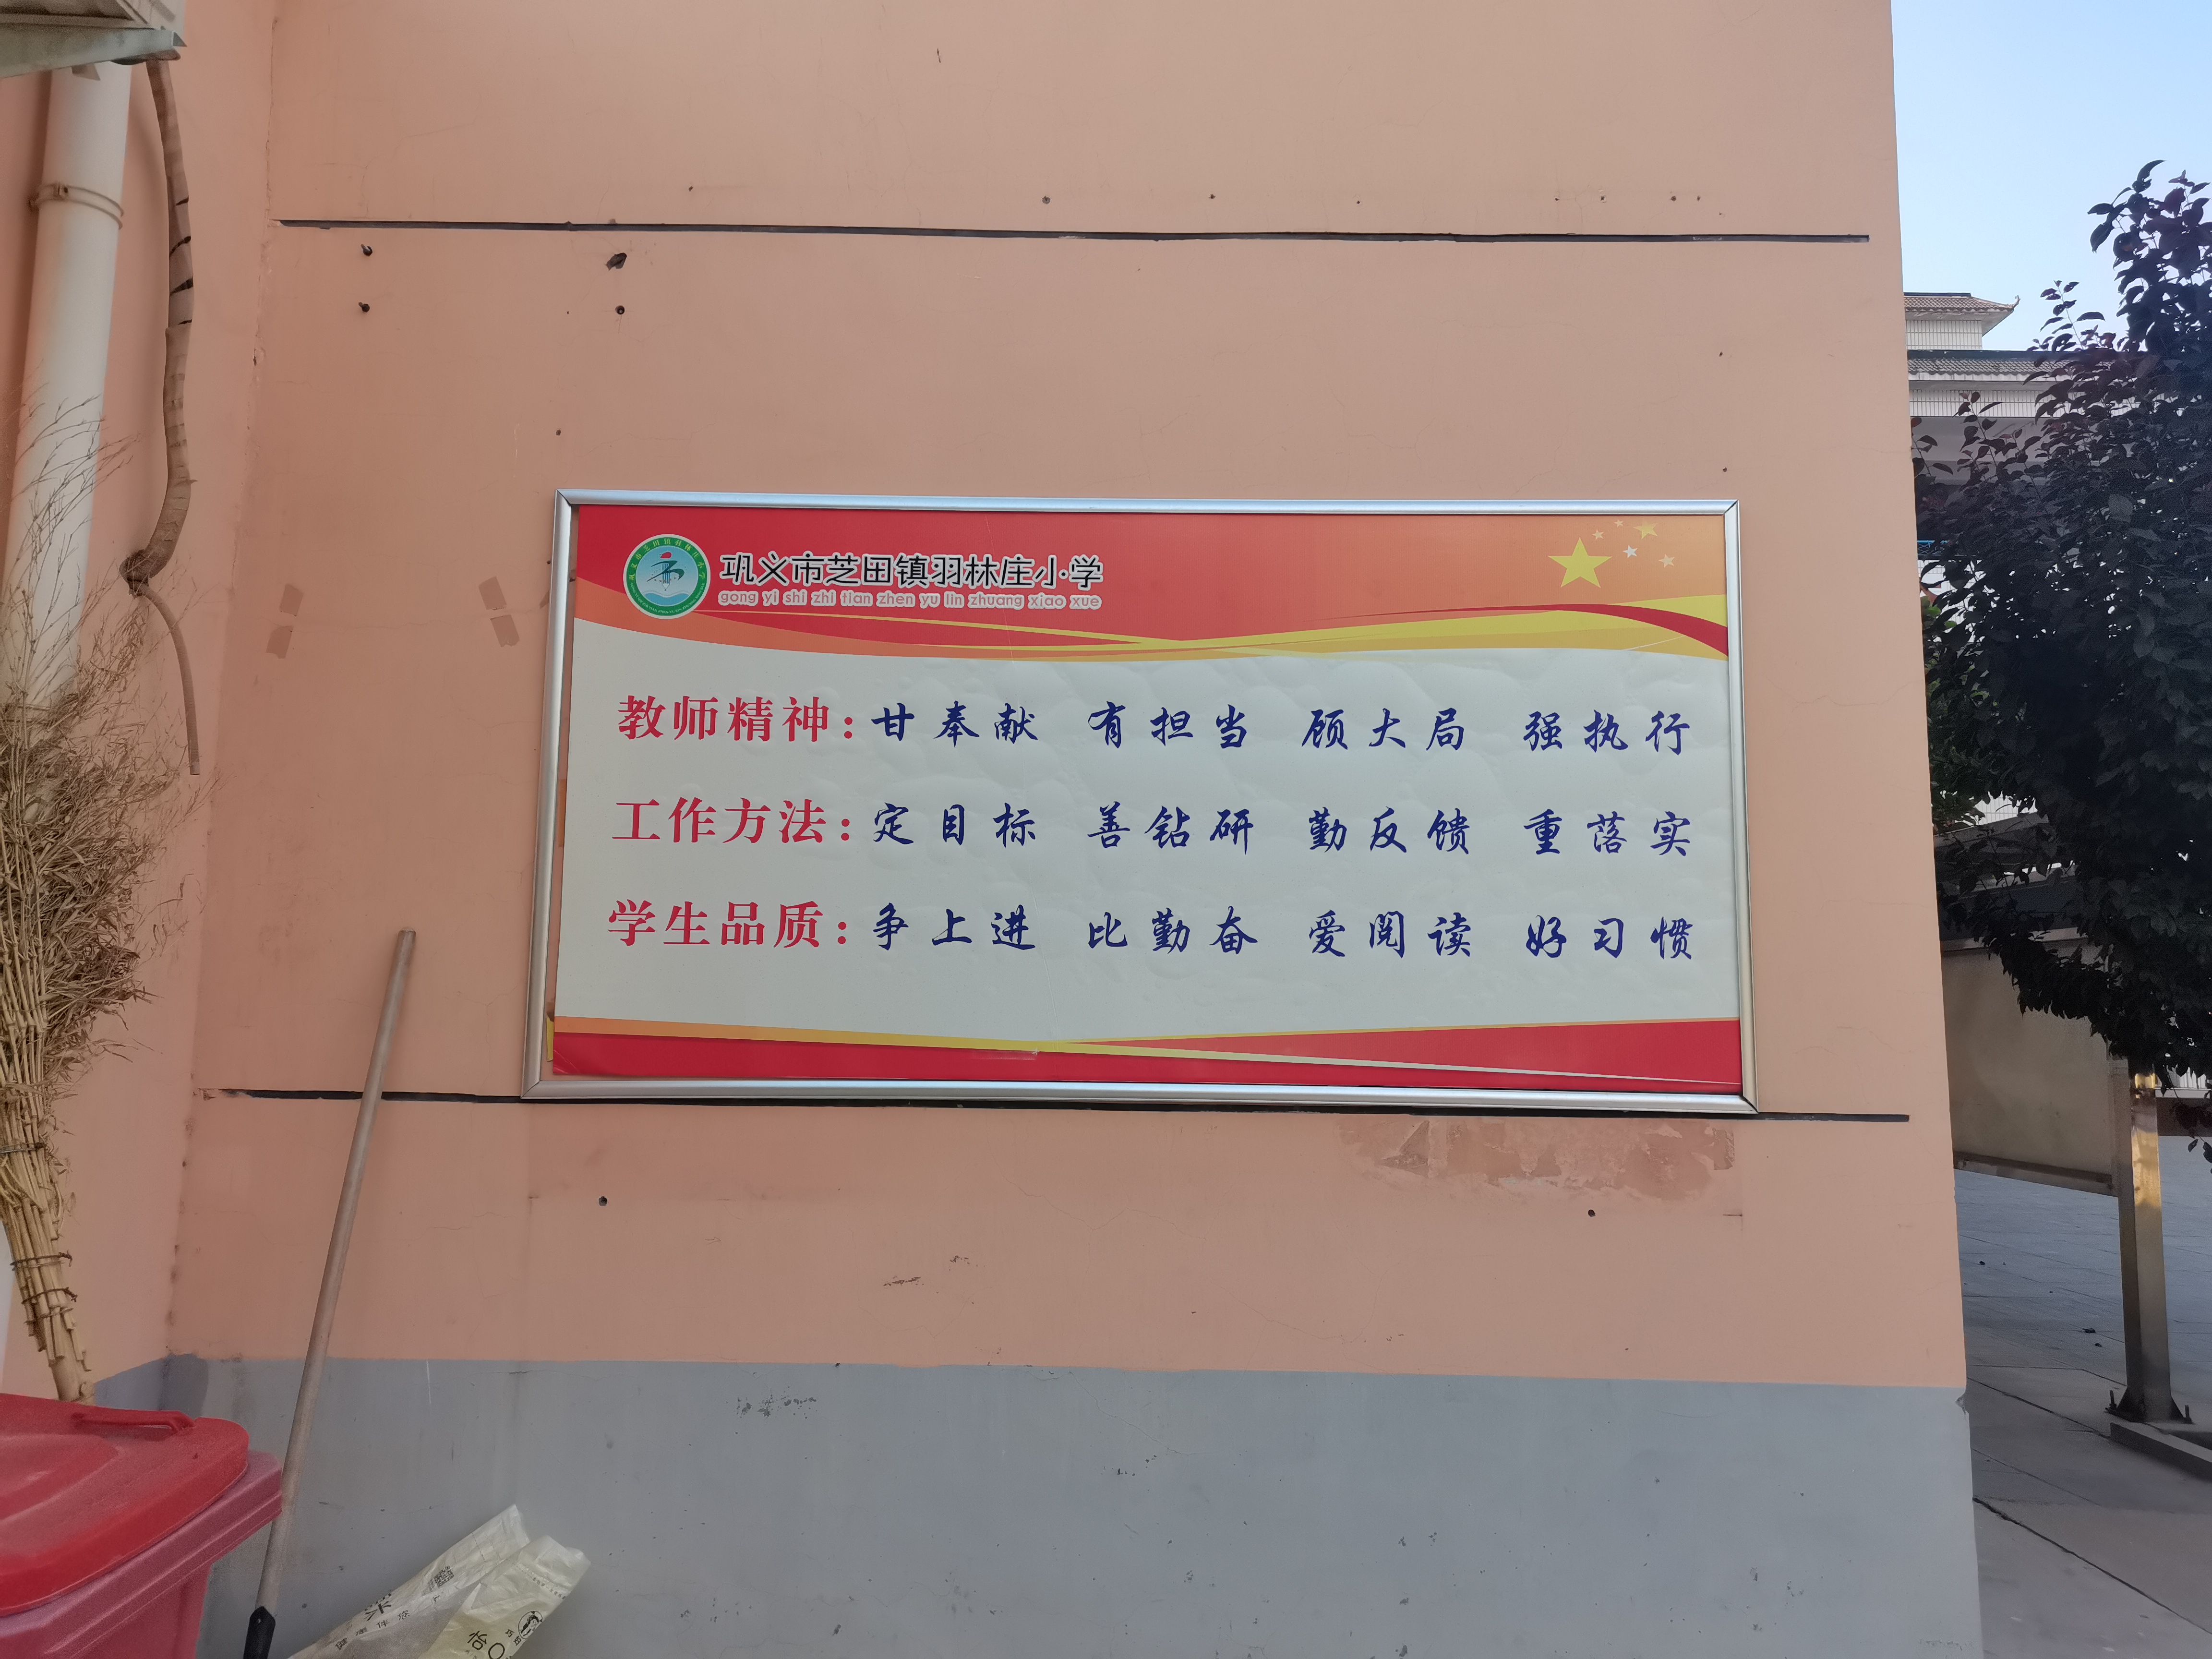 巩义市芝田镇羽林庄小学
gong yi shi zhi tian zhen yu lin zhuang xiao xue
教师精神：甘奉献 有担当 顾大局 强执行
工作方法：定目标 善钻研 勤反馈 重落实
学生品质：争上进 比勤奋 爱阅读 好习惯